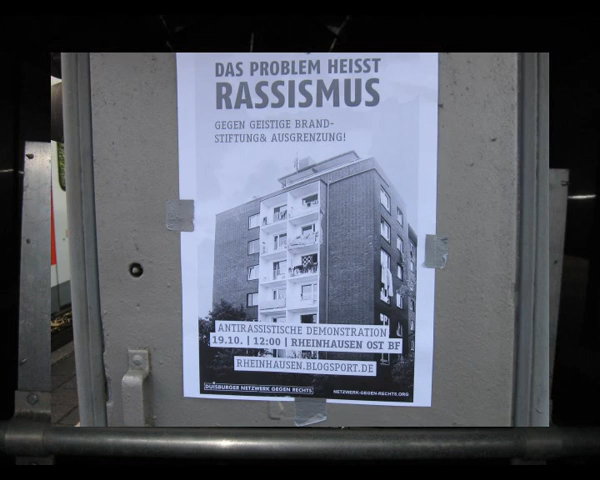 DAS PROBLEM HEISST
RASSISMUS
GEGEN GEISTIGE BRAND-
STIFTUNG& AUSGRENZUNG!
ANTIRASSISTISCHE DEMONSTRATION
19.10. | 12:00 | RHEINHAUSEN OST BF
RHEINHAUSEN.BLOGSPORT.DE
DUISBURGER NETZWERK GEGEN RECHTS
NETZWERK-GEGEN-RECHTS.ORG